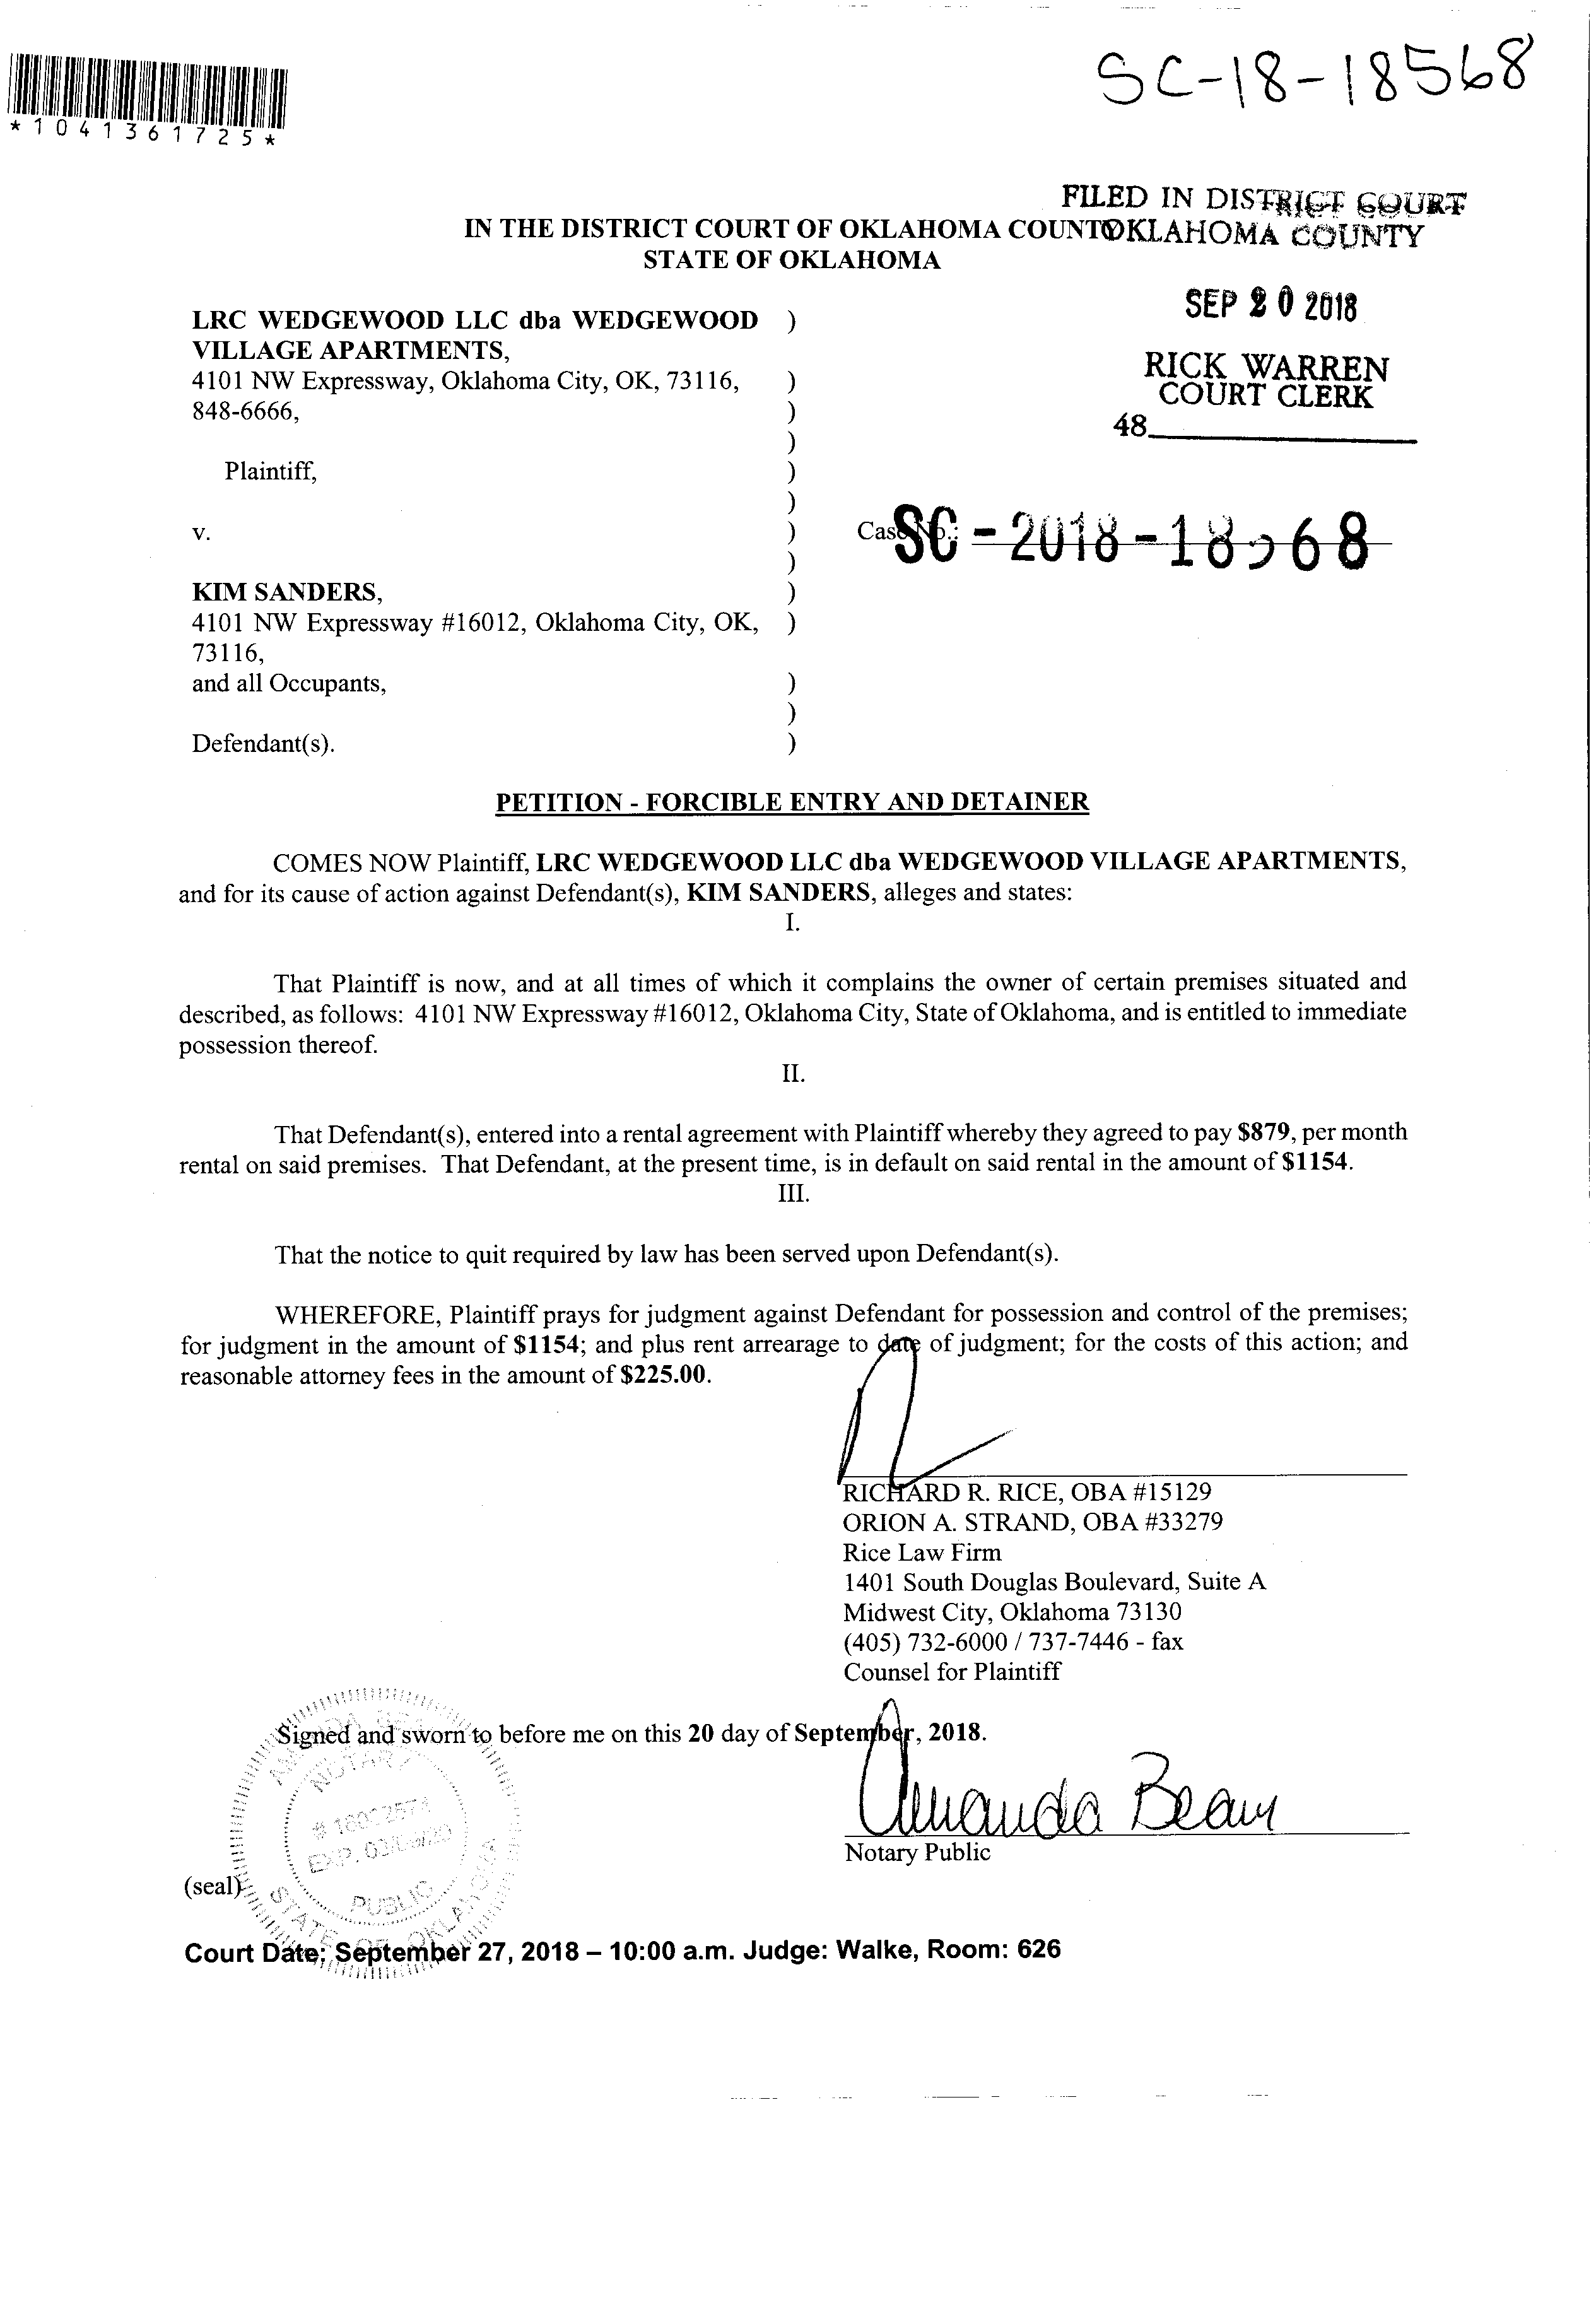 *1041361725*
SC-18-18568
FILED IN DISTRICT COURT
OKLAHOMA COUNTY
IN THE DISTRICT COURT OF OKLAHOMA COUNTY
STATE OF OKLAHOMA
SEP 20 2018
RICK WARREN
COURT CLERK
48
LRC WEDGEWOOD LLC dba WEDGEWOOD )
VILLAGE APARTMENTS,
4101 NW Expressway, Oklahoma City, OK, 73116, )
848-6666, )
)
Plaintiff, )
)
v. ) Case No.: SC-2018-18568
)
KIM SANDERS, )
4101 NW Expressway #16012, Oklahoma City, OK, )
73116,
and all Occupants, )
)
Defendant(s). )
PETITION - FORCIBLE ENTRY AND DETAINER
COMES NOW Plaintiff, LRC WEDGEWOOD LLC dba WEDGEWOOD VILLAGE APARTMENTS,
and for its cause of action against Defendant(s), KIM SANDERS, alleges and states:
I.
That Plaintiff is now, and at all times of which it complains the owner of certain premises situated and
described, as follows: 4101 NW Expressway #16012, Oklahoma City, State of Oklahoma, and is entitled to immediate
possession thereof.
II.
That Defendant(s), entered into a rental agreement with Plaintiff whereby they agreed to pay $879, per month
rental on said premises. That Defendant, at the present time, is in default on said rental in the amount of $1154.
III.
That the notice to quit required by law has been served upon Defendant(s).
WHEREFORE, Plaintiff prays for judgment against Defendant for possession and control of the premises;
for judgment in the amount of $1154; and plus rent arrearage to date of judgment; for the costs of this action; and
reasonable attorney fees in the amount of $225.00.
RICHARD R. RICE, OBA #15129
ORION A. STRAND, OBA #33279
Rice Law Firm
1401 South Douglas Boulevard, Suite A
Midwest City, Oklahoma 73130
(405) 732-6000 / 737-7446 - fax
Counsel for Plaintiff
Signed and sworn to before me on this 20 day of September, 2018.
Amanda Beam
Notary Public
NOTARY
EXP.
PUBLIC
STATE OF OKLAHOMA
(seal)
Court Date: September 27, 2018 – 10:00 a.m. Judge: Walke, Room: 626